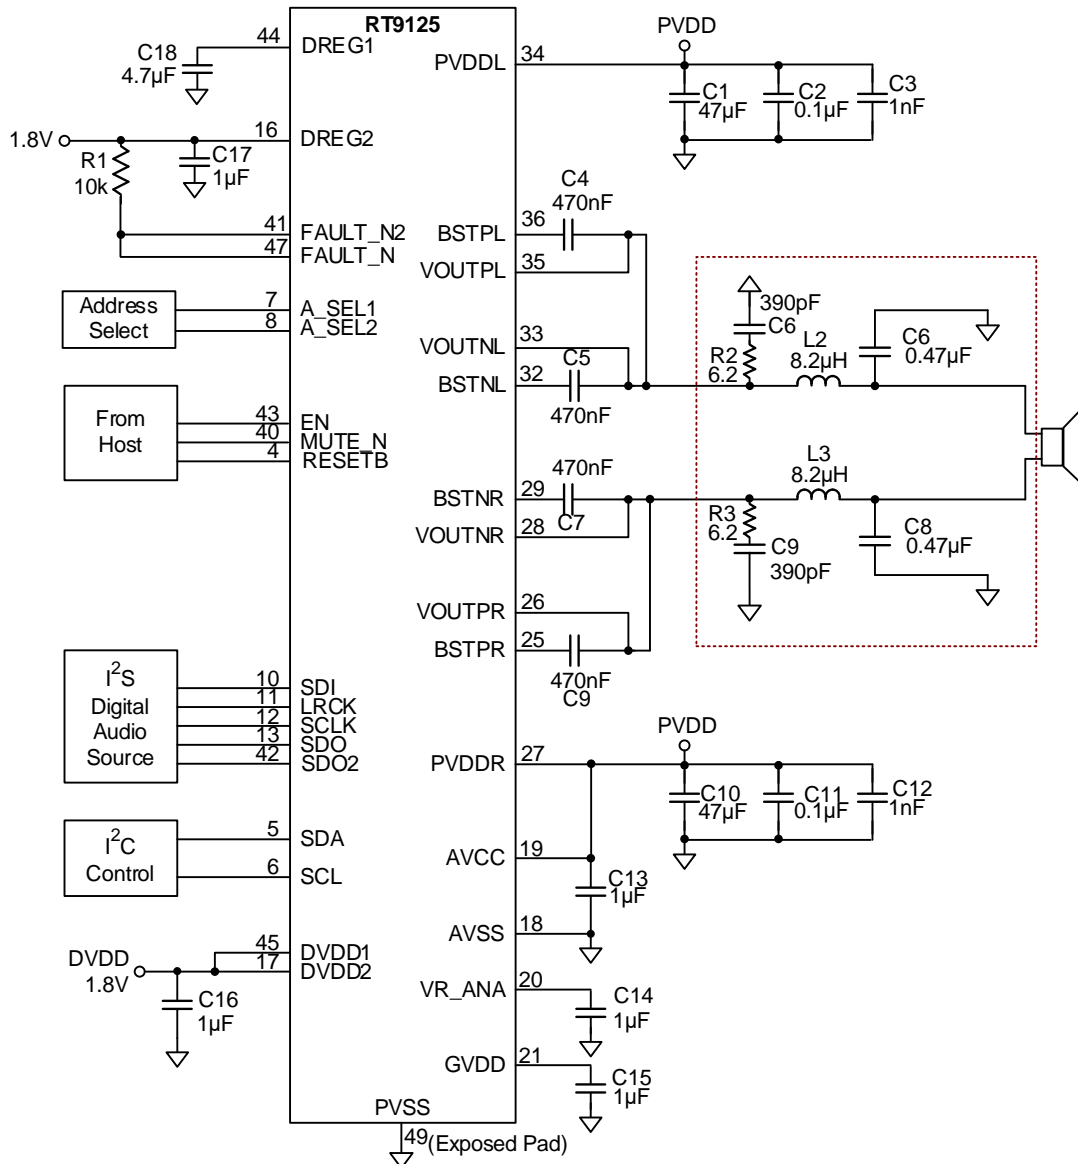 RT9125
44
DREG1
C18
4.7µF
1.8V
16
DREG2
R1
10k
C17
1µF
41
FAULT_N2
47
FAULT_N
Address
Select
7
A_SEL1
8
A_SEL2
From
Host
43
EN
40
MUTE_N
4
RESETB
I2S
Digital
Audio
Source
10
SDI
11
LRCK
12
SCLK
13
SDO
42
SDO2
I2C
Control
5
SDA
6
SCL
DVDD
1.8V
45
DVDD1
17
DVDD2
C16
1µF
PVSS
49
(Exposed Pad)
PVDD
PVDDL
34
C1
47µF
C2
0.1µF
C3
1nF
C4
470nF
BSTPL
36
VOUTPL
35
VOUTNL
33
BSTNL
32
C5
470nF
390pF
C6
R2
6.2
L2
8.2µH
C6
0.47µF
470nF
BSTNR
29
C7
VOUTNR
28
L3
8.2µH
R3
6.2
C9
390pF
C8
0.47µF
VOUTPR
26
BSTPR
25
470nF
C9
PVDD
PVDDR
27
C10
47µF
C11
0.1µF
C12
1nF
AVCC
19
C13
1µF
AVSS
18
VR_ANA
20
C14
1µF
GVDD
21
C15
1µF